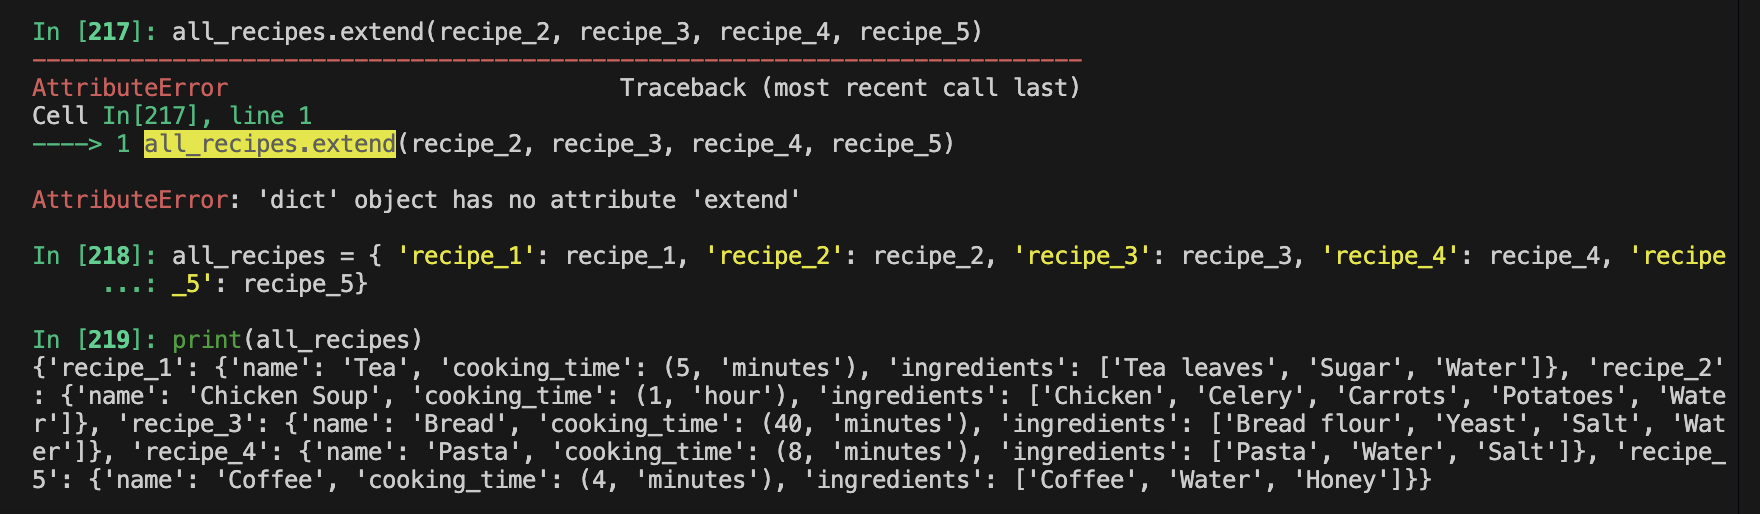 In [217]: all_recipes.extend(recipe_2, recipe_3, recipe_4, recipe_5)
---------------------------------------------------------------------------
AttributeError                            Traceback (most recent call last)
Cell In[217], line 1
----> 1 all_recipes.extend(recipe_2, recipe_3, recipe_4, recipe_5)
AttributeError: 'dict' object has no attribute 'extend'
In [218]: all_recipes = { 'recipe_1': recipe_1, 'recipe_2': recipe_2, 'recipe_3': recipe_3, 'recipe_4': recipe_4, 'recipe
     ...: _5': recipe_5}
In [219]: print(all_recipes)
{'recipe_1': {'name': 'Tea', 'cooking_time': (5, 'minutes'), 'ingredients': ['Tea leaves', 'Sugar', 'Water']}, 'recipe_2'
: {'name': 'Chicken Soup', 'cooking_time': (1, 'hour'), 'ingredients': ['Chicken', 'Celery', 'Carrots', 'Potatoes', 'Wate
r']}, 'recipe_3': {'name': 'Bread', 'cooking_time': (40, 'minutes'), 'ingredients': ['Bread flour', 'Yeast', 'Salt', 'Wat
er']}, 'recipe_4': {'name': 'Pasta', 'cooking_time': (8, 'minutes'), 'ingredients': ['Pasta', 'Water', 'Salt']}, 'recipe_
5': {'name': 'Coffee', 'cooking_time': (4, 'minutes'), 'ingredients': ['Coffee', 'Water', 'Honey']}}